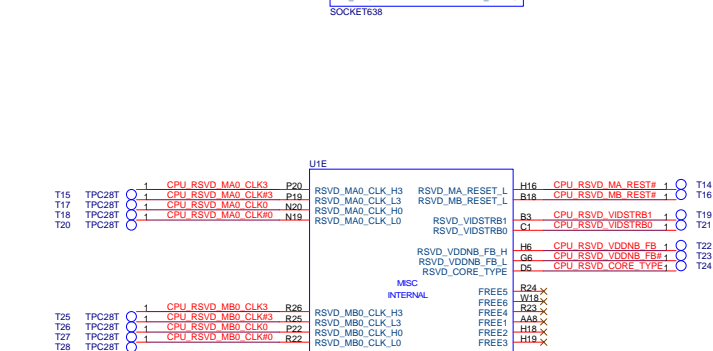 SOCKET638
U1E
T15 TPC28T 1 CPU_RSVD_MA0_CLK3 P20 RSVD_MA0_CLK_H3 RSVD_MA_RESET_L H16 CPU_RSVD_MA_REST# 1 T14
T17 TPC28T 1 CPU_RSVD_MA0_CLK#3 P19 RSVD_MA0_CLK_L3 RSVD_MB_RESET_L B18 CPU_RSVD_MB_REST# 1 T16
T18 TPC28T 1 CPU_RSVD_MA0_CLK0 N20 RSVD_MA0_CLK_H0
T20 TPC28T 1 CPU_RSVD_MA0_CLK#0 N19 RSVD_MA0_CLK_L0 RSVD_VIDSTRB1 B3 CPU_RSVD_VIDSTRB1 1 T19
RSVD_VIDSTRB0 C1 CPU_RSVD_VIDSTRB0 1 T21
RSVD_VDDNB_FB_H H6 CPU_RSVD_VDDNB_FB 1 T22
RSVD_VDDNB_FB_L G6 CPU_RSVD_VDDNB_FB# 1 T23
RSVD_CORE_TYPE D5 CPU_RSVD_CORE_TYPE 1 T24
MISC
INTERNAL
FREE5 R24
FREE6 W18
T25 TPC28T 1 CPU_RSVD_MB0_CLK3 R26 RSVD_MB0_CLK_H3 FREE4 R23
T26 TPC28T 1 CPU_RSVD_MB0_CLK#3 R25 RSVD_MB0_CLK_L3 FREE1 AA8
T27 TPC28T 1 CPU_RSVD_MB0_CLK0 P22 RSVD_MB0_CLK_H0 FREE2 H18
T28 TPC28T 1 CPU_RSVD_MB0_CLK#0 R22 RSVD_MB0_CLK_L0 FREE3 H19